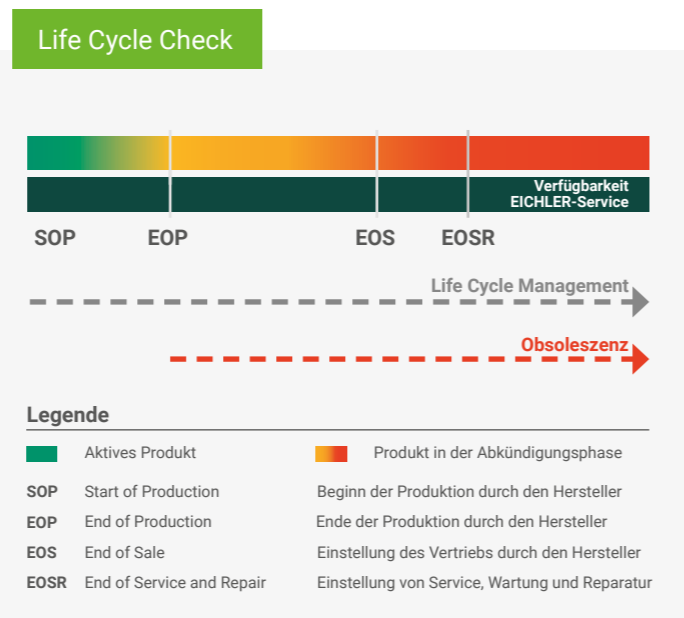 Life Cycle Check
Verfügbarkeit
EICHLER-Service
SOP EOP EOS EOSR
Life Cycle Management
Obsoleszenz
Legende
Aktives Produkt Produkt in der Abkündigungsphase
SOP Start of Production Beginn der Produktion durch den Hersteller
EOP End of Production Ende der Produktion durch den Hersteller
EOS End of Sale Einstellung des Vertriebs durch den Hersteller
EOSR End of Service and Repair Einstellung von Service, Wartung und Reparatur